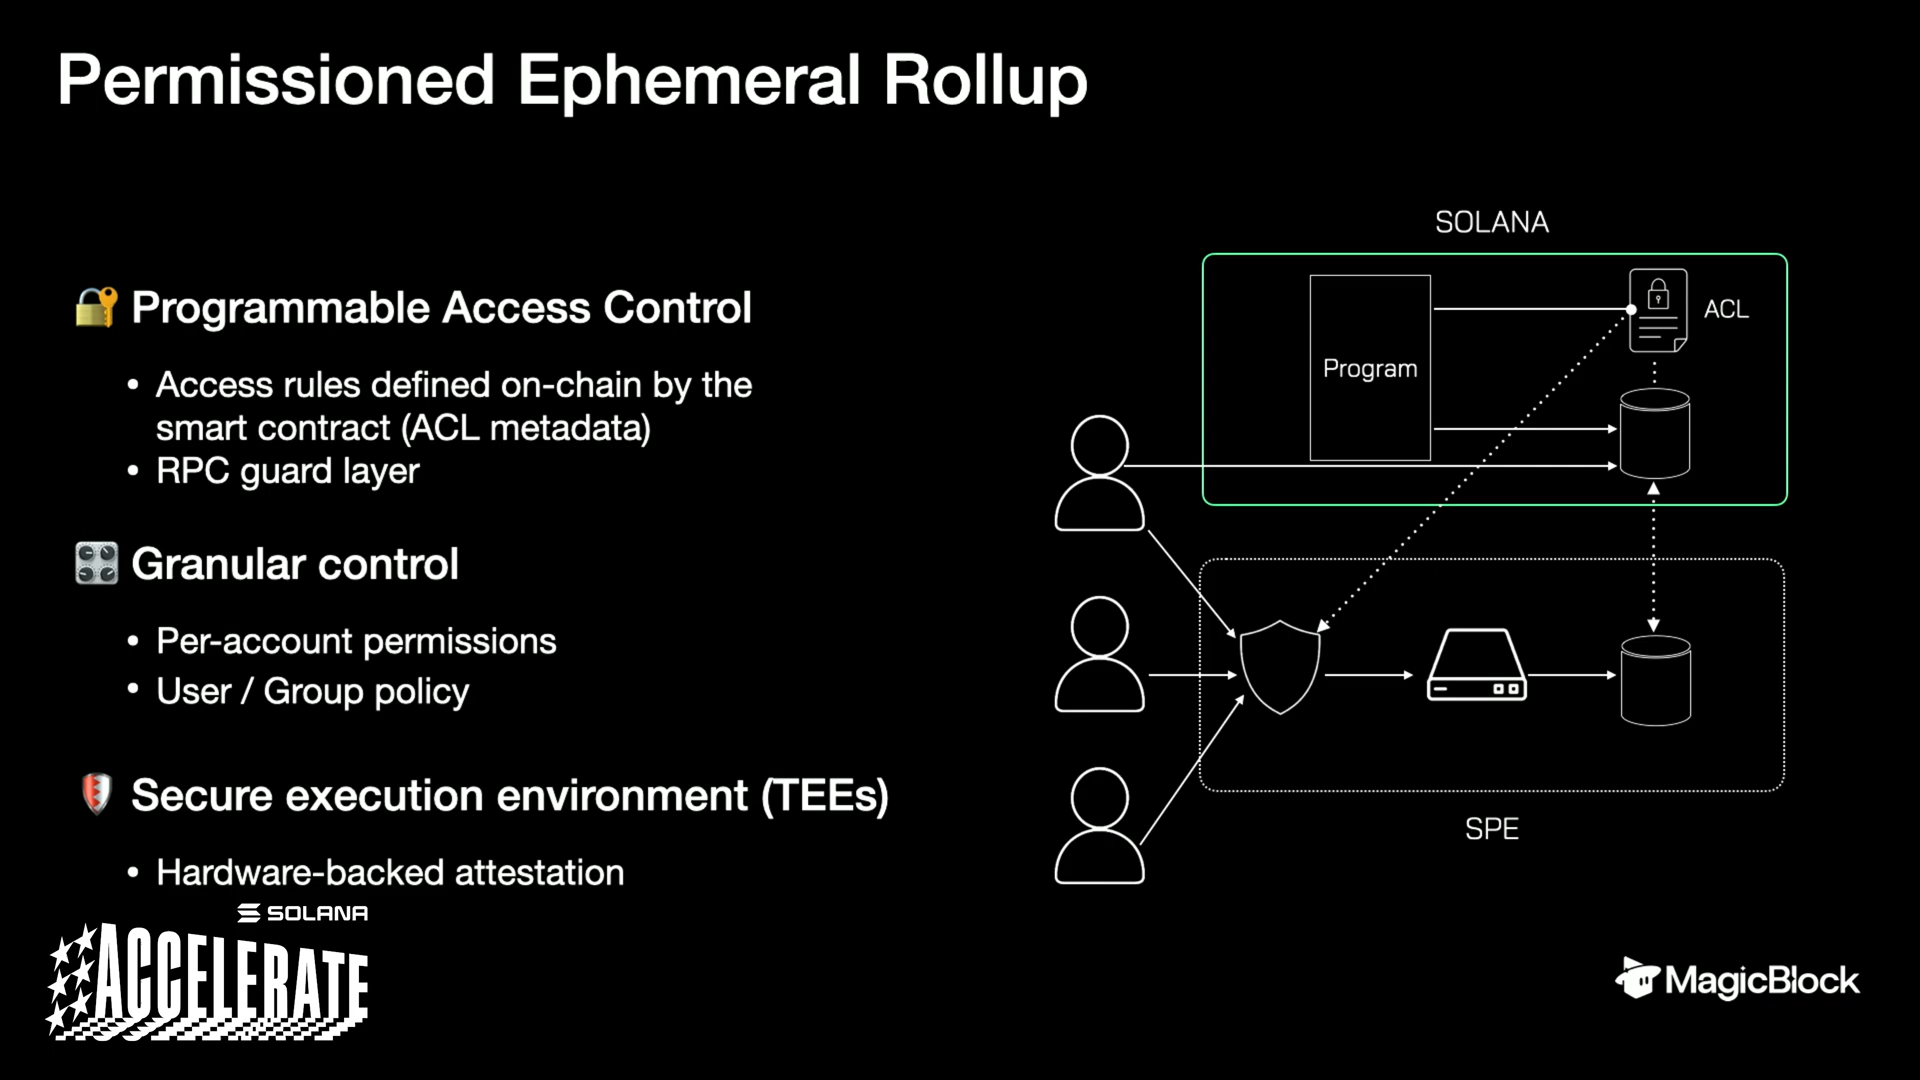 Permissioned Ephemeral Rollup
🔐 Programmable Access Control
• Access rules defined on-chain by the
smart contract (ACL metadata)
• RPC guard layer
🎛️ Granular control
• Per-account permissions
• User / Group policy
🛡️ Secure execution environment (TEEs)
• Hardware-backed attestation
SOLANA
ACCELERATE
SOLANA
Program
ACL
SPE
MagicBlock